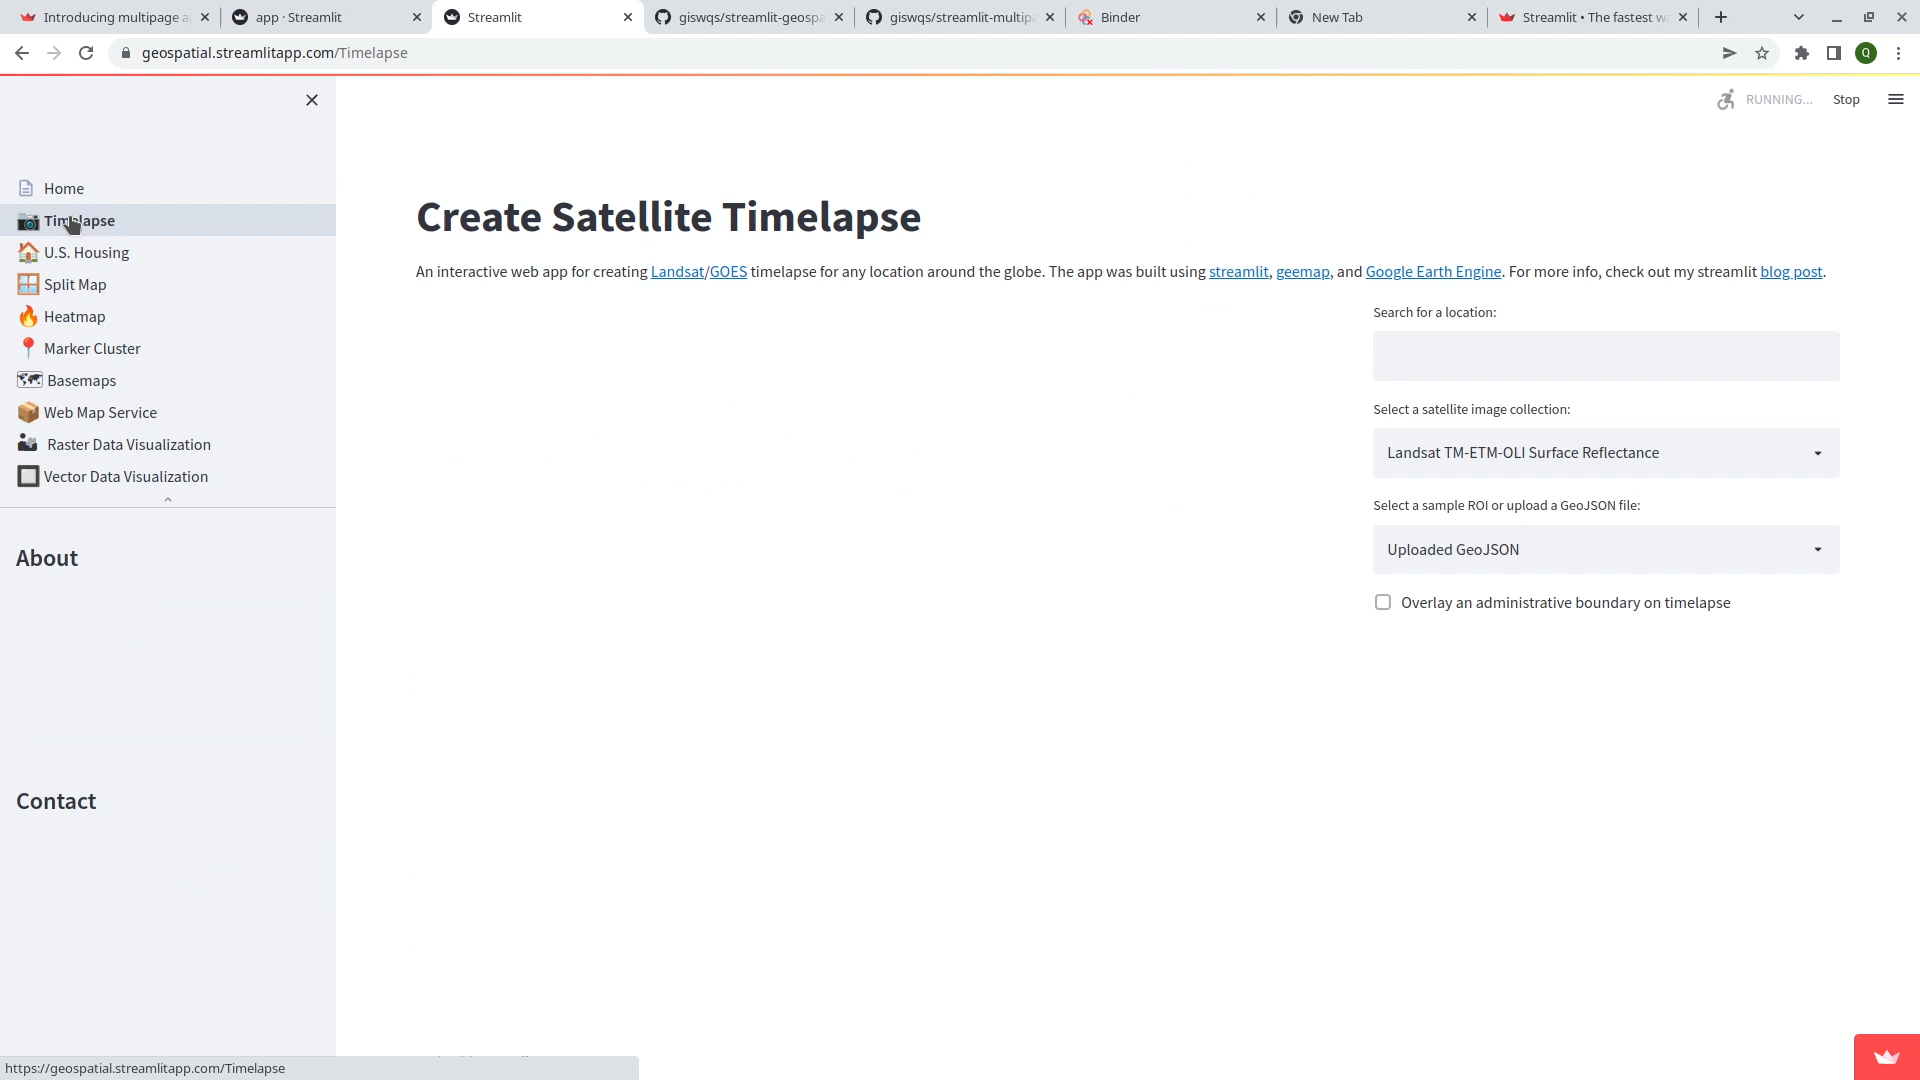 Introducing multipage a
app · Streamlit
Streamlit
giswqs/streamlit-geospa
giswqs/streamlit-multipa
Binder
New Tab
Streamlit • The fastest w
geospatial.streamlitapp.com/Timelapse
Q
RUNNING...
Stop
Home
Timelapse
U.S. Housing
Split Map
Heatmap
Marker Cluster
Basemaps
Web Map Service
Raster Data Visualization
Vector Data Visualization
About
Contact
Create Satellite Timelapse
An interactive web app for creating Landsat/GOES timelapse for any location around the globe. The app was built using streamlit, geemap, and Google Earth Engine. For more info, check out my streamlit blog post.
Search for a location:
Select a satellite image collection:
Landsat TM-ETM-OLI Surface Reflectance
Select a sample ROI or upload a GeoJSON file:
Uploaded GeoJSON
Overlay an administrative boundary on timelapse
https://geospatial.streamlitapp.com/Timelapse